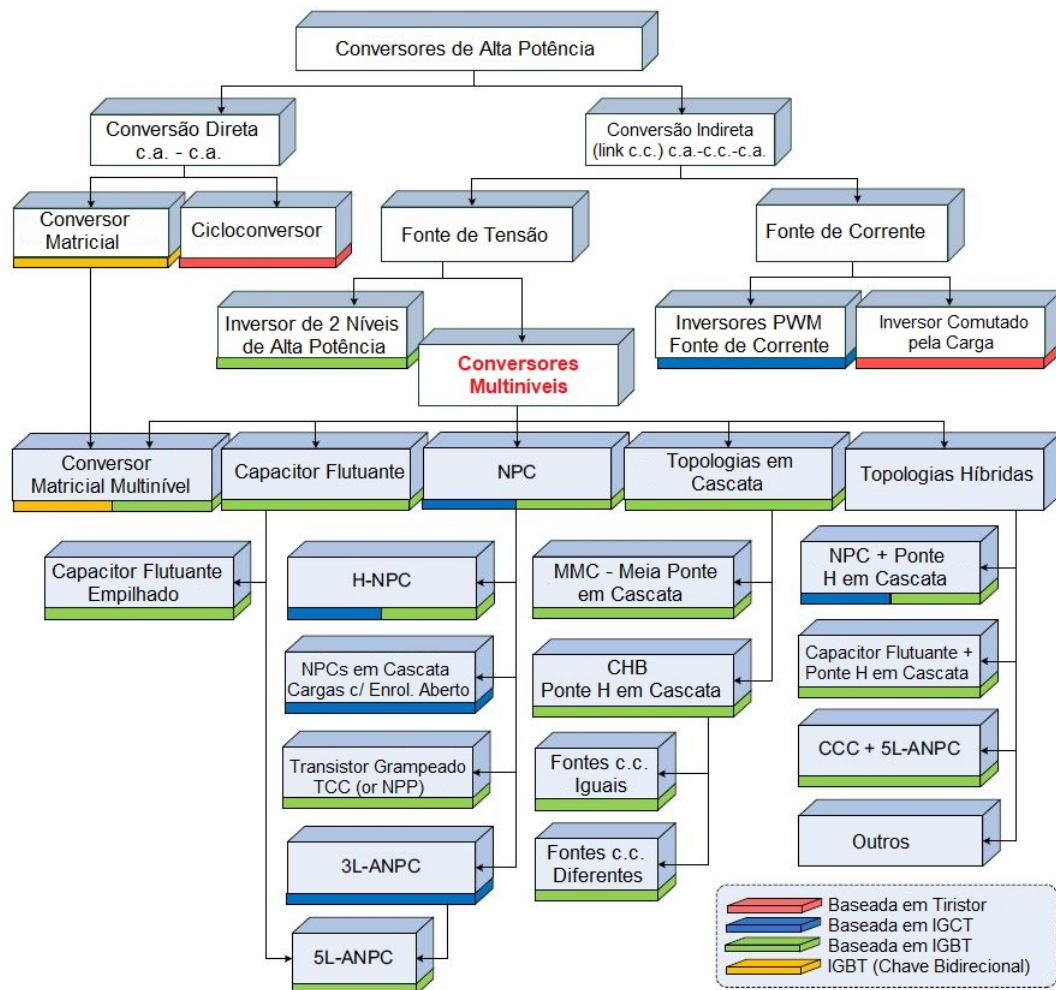 Conversores de Alta Potência
Conversão Direta
c.a. - c.a.
Conversão Indireta
(link c.c.) c.a.-c.c.-c.a.
Conversor
Matricial
Cicloconversor
Fonte de Tensão
Fonte de Corrente
Inversor de 2 Níveis
de Alta Potência
Conversores
Multiníveis
Inversores PWM
Fonte de Corrente
Inversor Comutado
pela Carga
Conversor
Matricial Multinível
Capacitor Flutuante
NPC
Topologias em
Cascata
Topologias Híbridas
Capacitor Flutuante
Empilhado
H-NPC
MMC - Meia Ponte
em Cascata
NPC + Ponte
H em Cascata
NPCs em Cascata
Cargas c/ Enrol. Aberto
CHB
Ponte H em Cascata
Capacitor Flutuante +
Ponte H em Cascata
Transistor Grampeado
TCC (or NPP)
Fontes c.c.
Iguais
CCC + 5L-ANPC
3L-ANPC
Fontes c.c.
Diferentes
Outros
5L-ANPC
Baseada em Tiristor
Baseada em IGCT
Baseada em IGBT
IGBT (Chave Bidirecional)